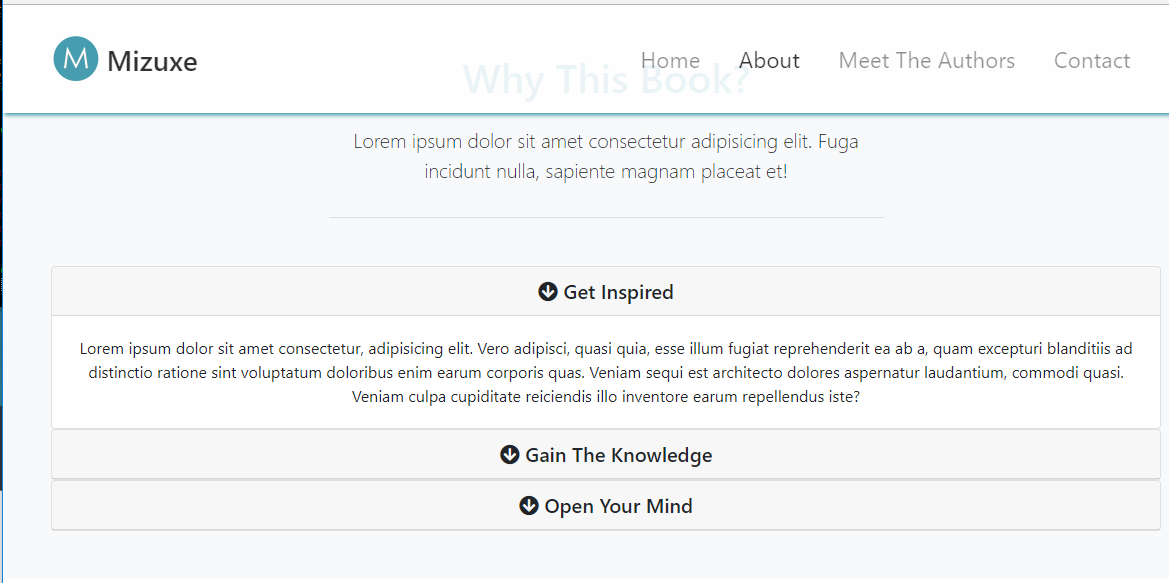 M Mizuxe
Home About Meet The Authors Contact
Why This Book?
Lorem ipsum dolor sit amet consectetur adipisicing elit. Fuga
incidunt nulla, sapiente magnam placeat et!
Get Inspired
Lorem ipsum dolor sit amet consectetur, adipisicing elit. Vero adipisci, quasi quia, esse illum fugiat reprehenderit ea ab a, quam excepturi blanditiis ad
distinctio ratione sint voluptatum doloribus enim earum corporis quas. Veniam sequi est architecto dolores aspernatur laudantium, commodi quasi.
Veniam culpa cupiditate reiciendis illo inventore earum repellendus iste?
Gain The Knowledge
Open Your Mind